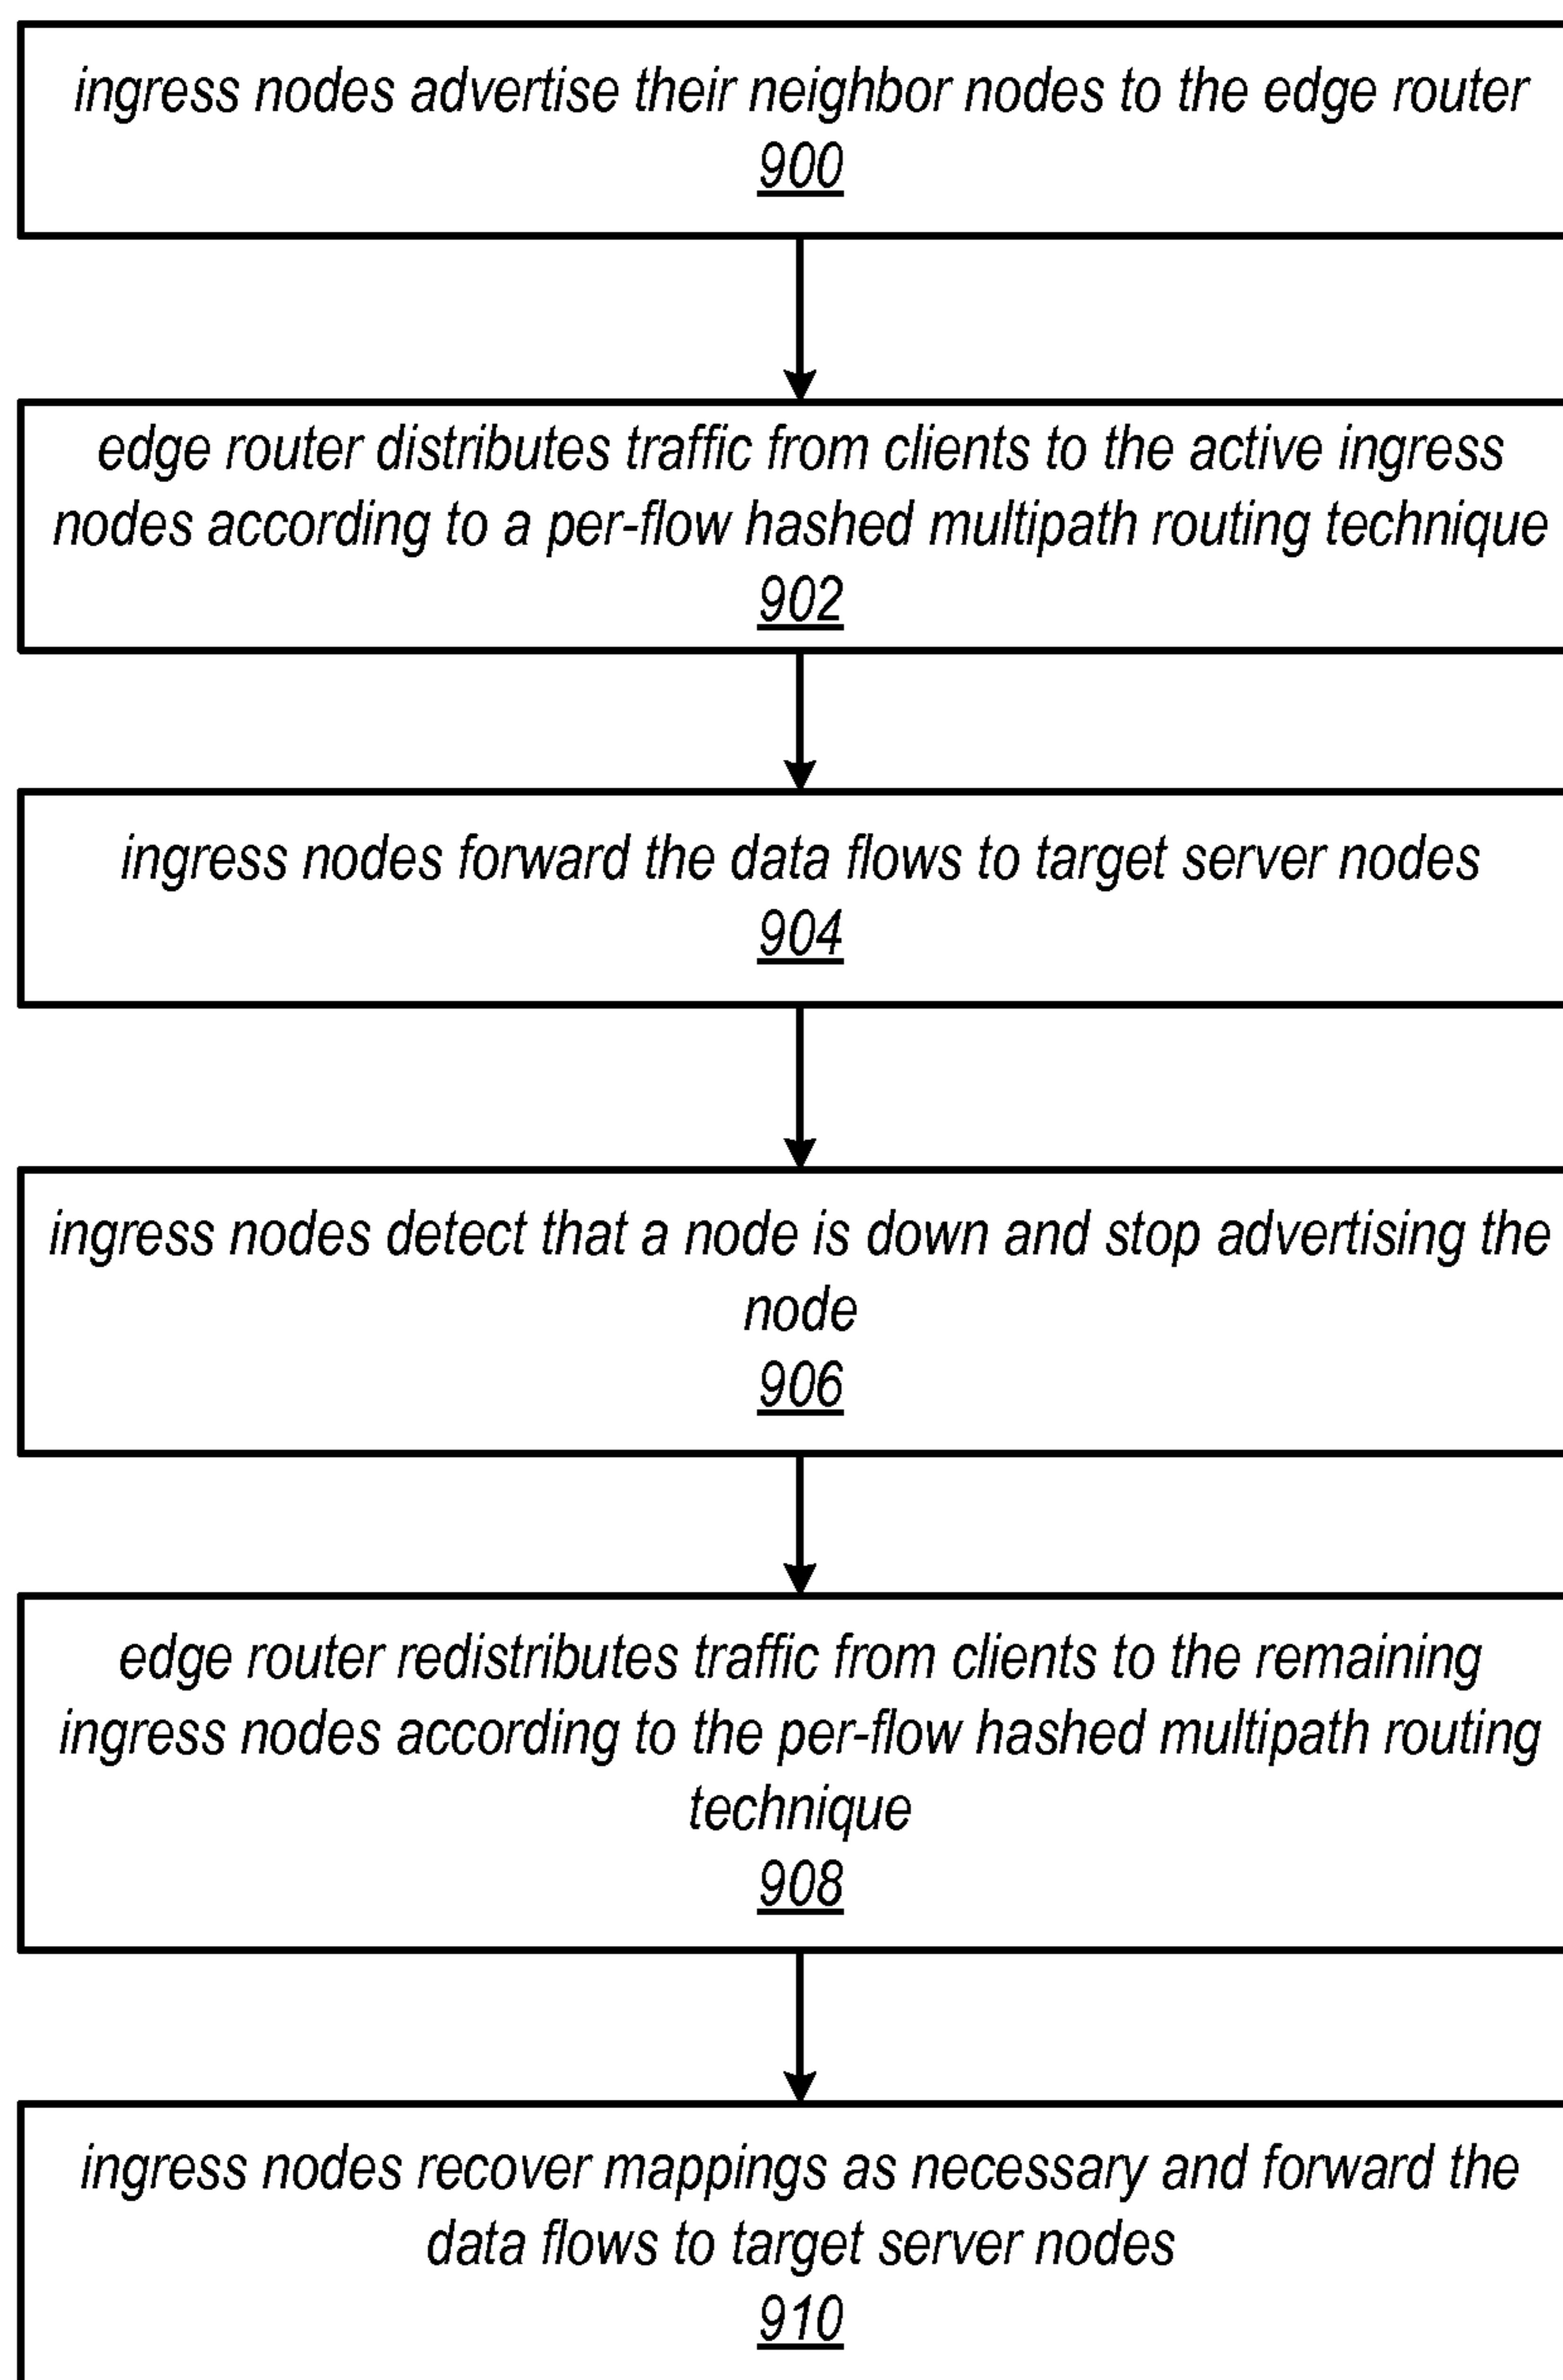 ingress nodes advertise their neighbor nodes to the edge router
900
edge router distributes traffic from clients to the active ingress
nodes according to a per-flow hashed multipath routing technique
902
ingress nodes forward the data flows to target server nodes
904
ingress nodes detect that a node is down and stop advertising the
node
906
edge router redistributes traffic from clients to the remaining
ingress nodes according to the per-flow hashed multipath routing
technique
908
ingress nodes recover mappings as necessary and forward the
data flows to target server nodes
910